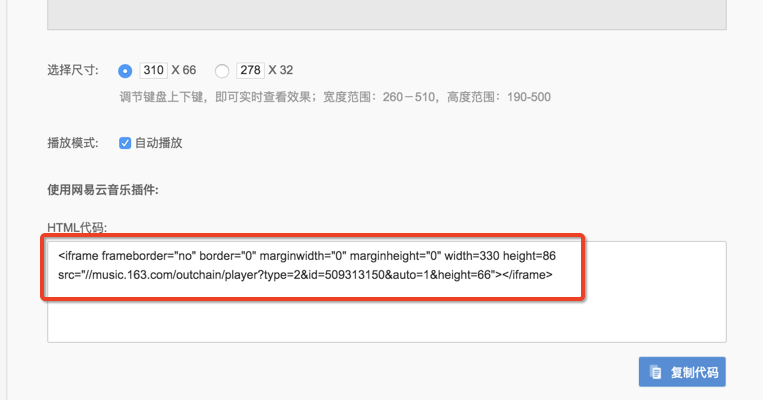 选择尺寸: 310 X 66 278 X 32
调节键盘上下键，即可实时查看效果；宽度范围：260－510，高度范围：190-500
播放模式: 自动播放
使用网易云音乐插件:
HTML代码:
<iframe frameborder="no" border="0" marginwidth="0" marginheight="0" width=330 height=86
src="//music.163.com/outchain/player?type=2&id=509313150&auto=1&height=66"></iframe>
复制代码